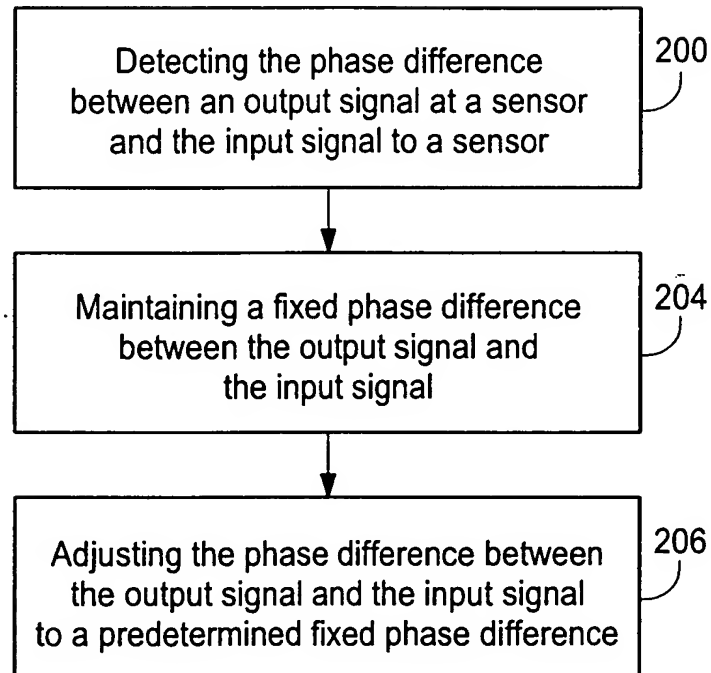 Detecting the phase difference
between an output signal at a sensor
and the input signal to a sensor
200
Maintaining a fixed phase difference
between the output signal and
the input signal
204
Adjusting the phase difference between
the output signal and the input signal
to a predetermined fixed phase difference
206